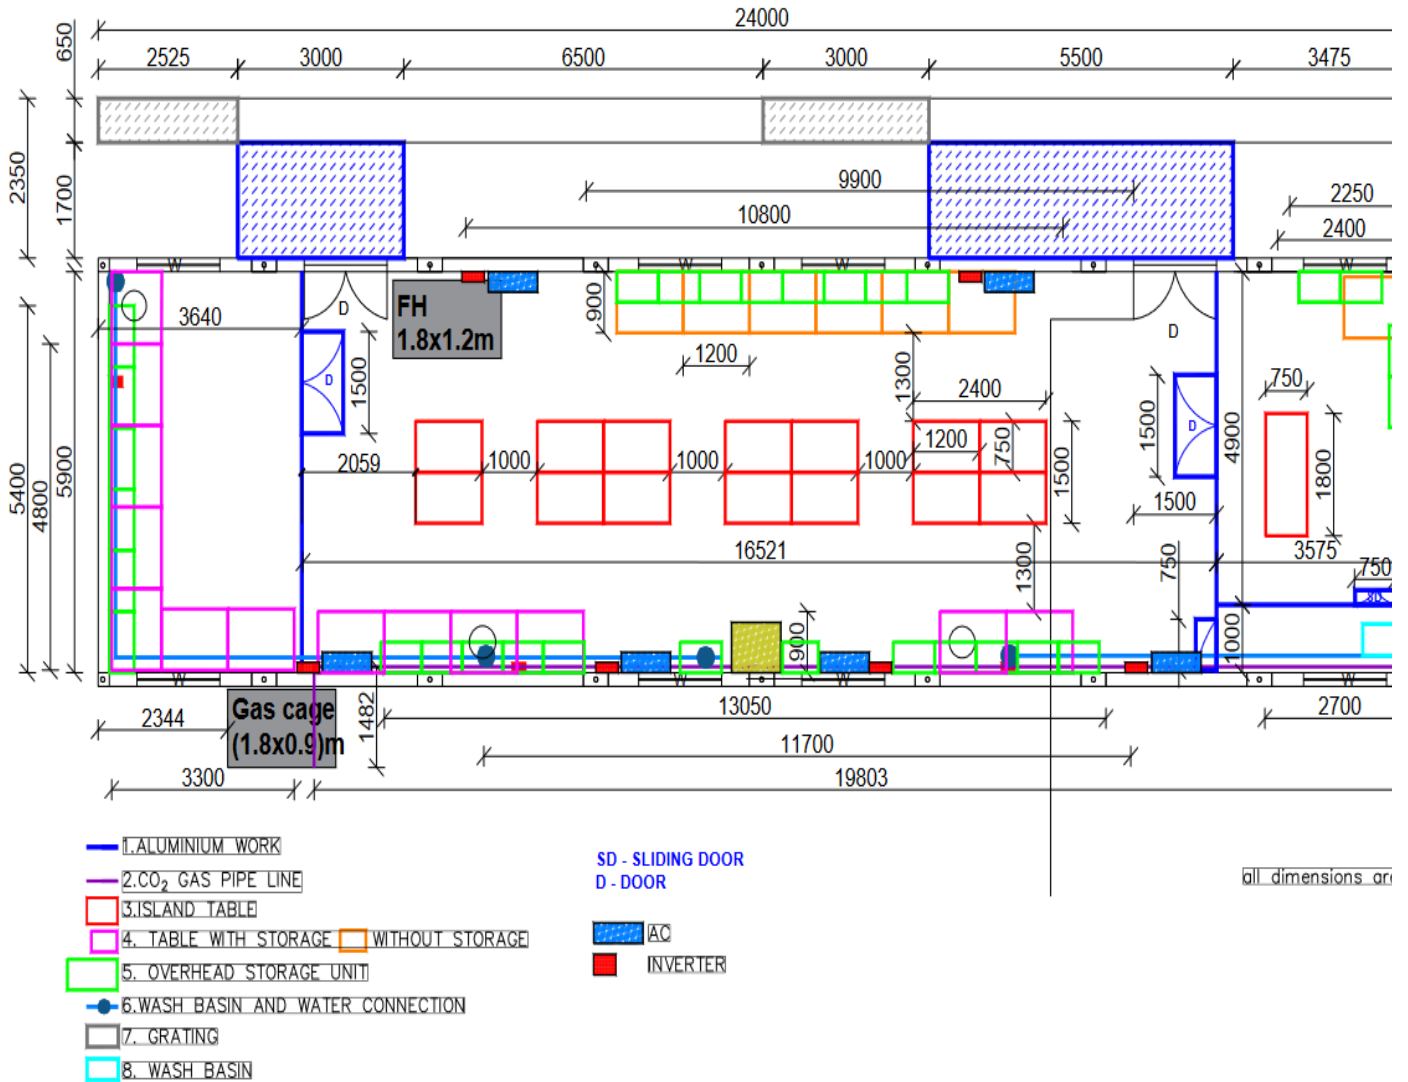 24000
650
2525 3000 6500 3000 5500 3475
2350
1700
9900
2250
10800
2400
W W W W
3640
D
FH
1.8x1.2m
900
D
1500
D
1200
1300
2400
750
1500
D
4900
5400
4800
5900
2059
1000
1000
1000
1200
750
1500
1800
1500
16521
1300
750
3575
750
SD
900
1000
W W W W
2344
Gas cage
(1.8x0.9)m
1482
13050
2700
11700
3300
19803
1.ALUMINIUM WORK
2.CO₂ GAS PIPE LINE
3.ISLAND TABLE
4. TABLE WITH STORAGE WITHOUT STORAGE
5. OVERHEAD STORAGE UNIT
6.WASH BASIN AND WATER CONNECTION
7. GRATING
8. WASH BASIN
SD - SLIDING DOOR
D - DOOR
AC
INVERTER
all dimensions are